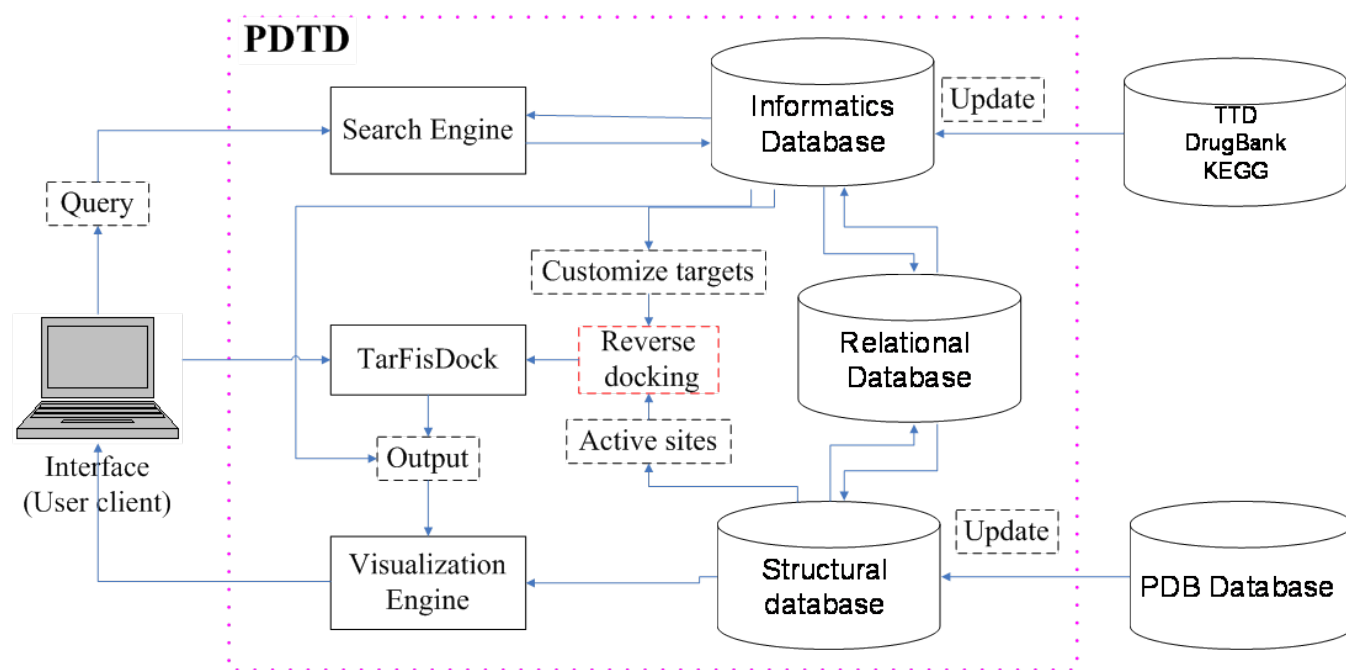 PDTD
Search Engine
Informatics
Database
Update
TTD
DrugBank
KEGG
Query
Customize targets
TarFisDock
Reverse
docking
Relational
Database
Output
Active sites
Interface
(User client)
Visualization
Engine
Structural
database
Update
PDB Database